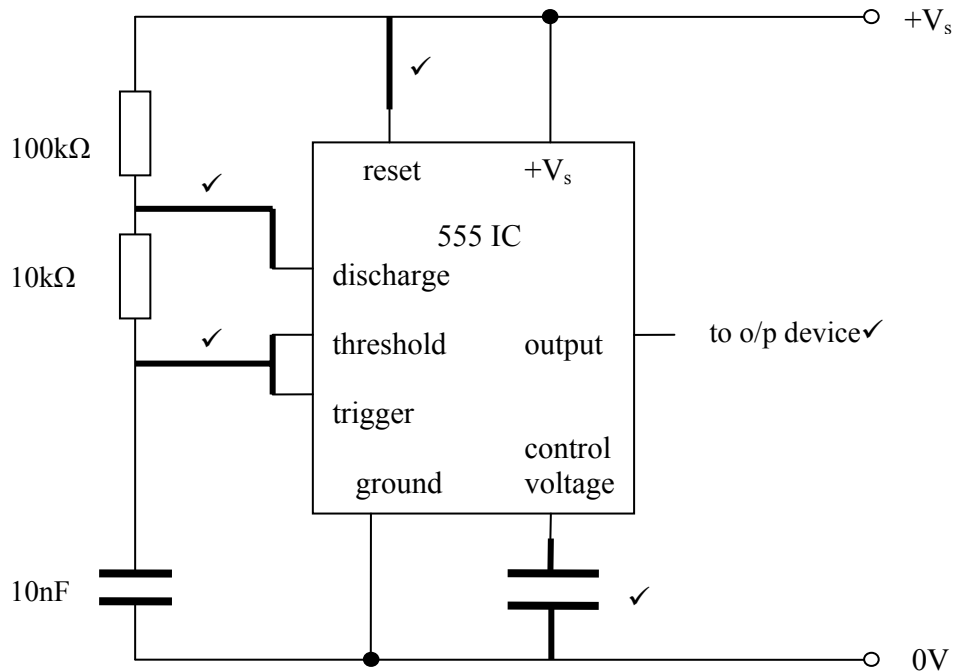 +Vs
✓
100kΩ
reset
+Vs
✓
555 IC
10kΩ
discharge
✓
threshold
output
to o/p device✓
trigger
control
ground
voltage
10nF
✓
0V